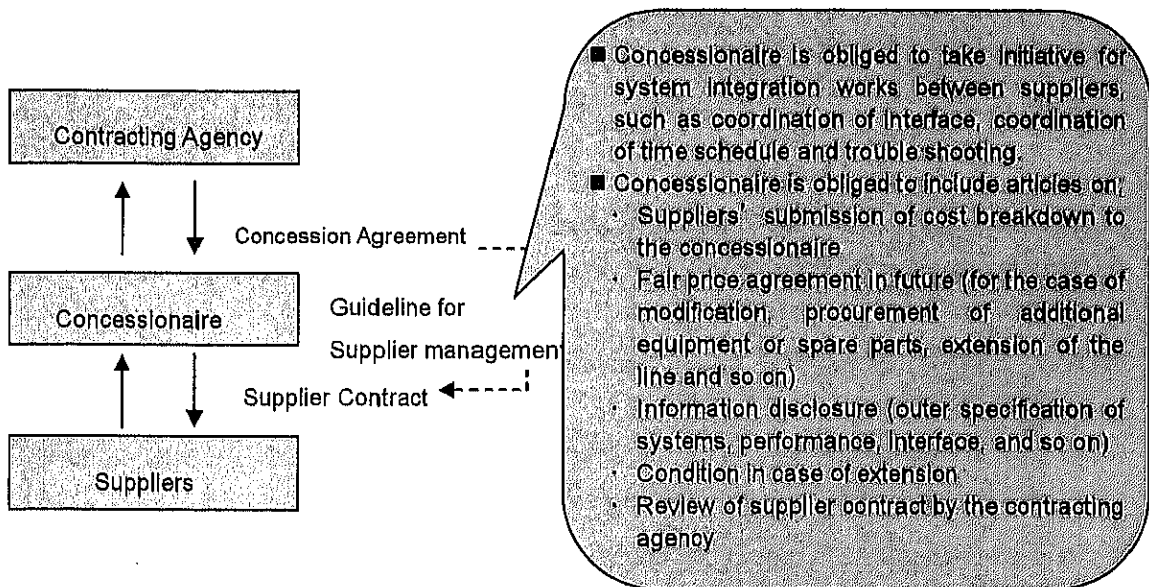 Contracting Agency
Concession Agreement
Concessionaire
Guideline for
Supplier management
Supplier Contract
Suppliers
■ Concessionaire is obliged to take initiative for
system integration works between suppliers,
such as coordination of interface, coordination
of time schedule and trouble shooting.
■ Concessionaire is obliged to include articles on;
· Suppliers' submission of cost breakdown to
the concessionaire
· Fair price agreement in future (for the case of
modification, procurement of additional
equipment or spare parts, extension of the
line and so on)
· Information disclosure (outer specification of
systems, performance, interface, and so on)
· Condition in case of extension
· Review of supplier contract by the contracting
agency